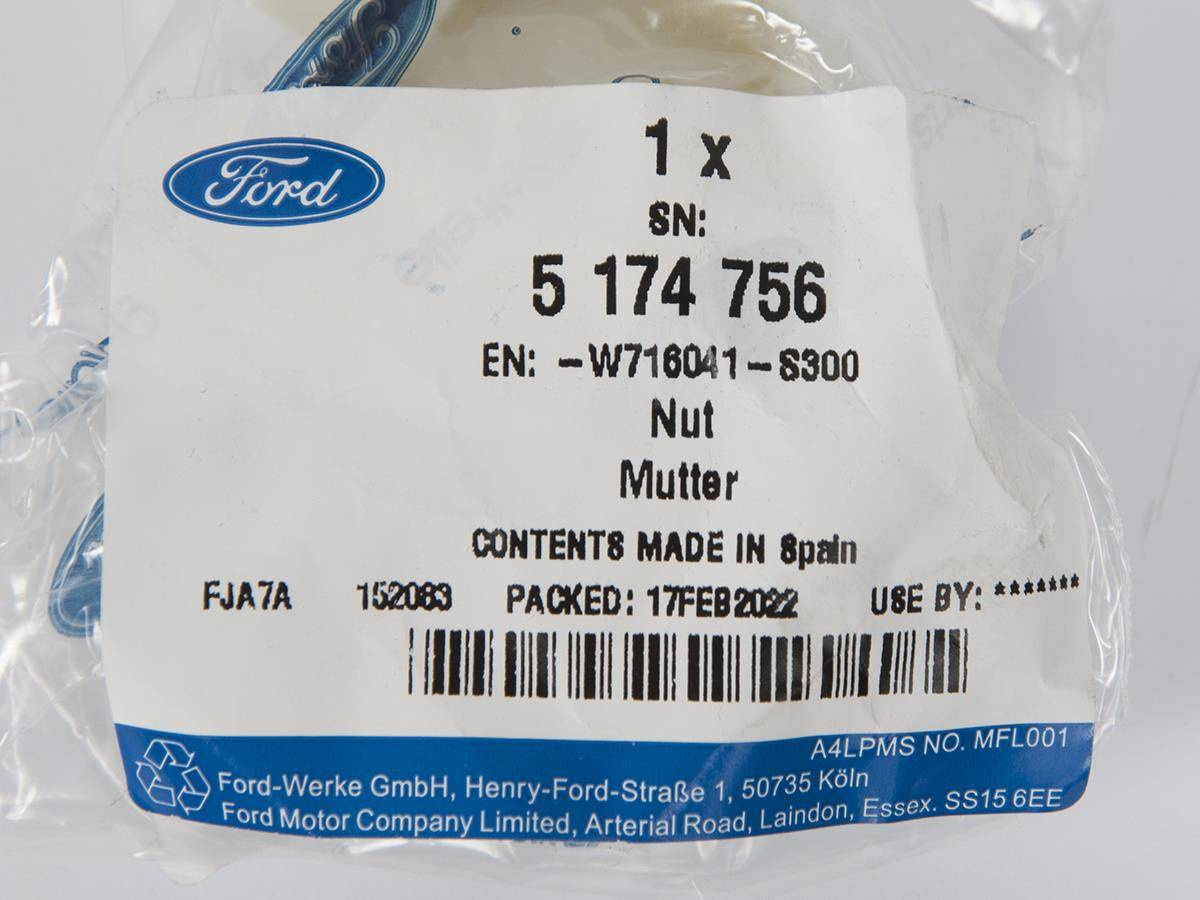 Ford
1 x
SN:
5 174 756
EN: -W716041-S300
Nut
Mutter
CONTENTS MADE IN Spain
FJA7A 152083 PACKED: 17FEB2022 USE BY: *******
A4LPMS NO. MFL001
Ford-Werke GmbH, Henry-Ford-Straße 1, 50735 Köln
Ford Motor Company Limited, Arterial Road, Laindon, Essex. SS15 6EE